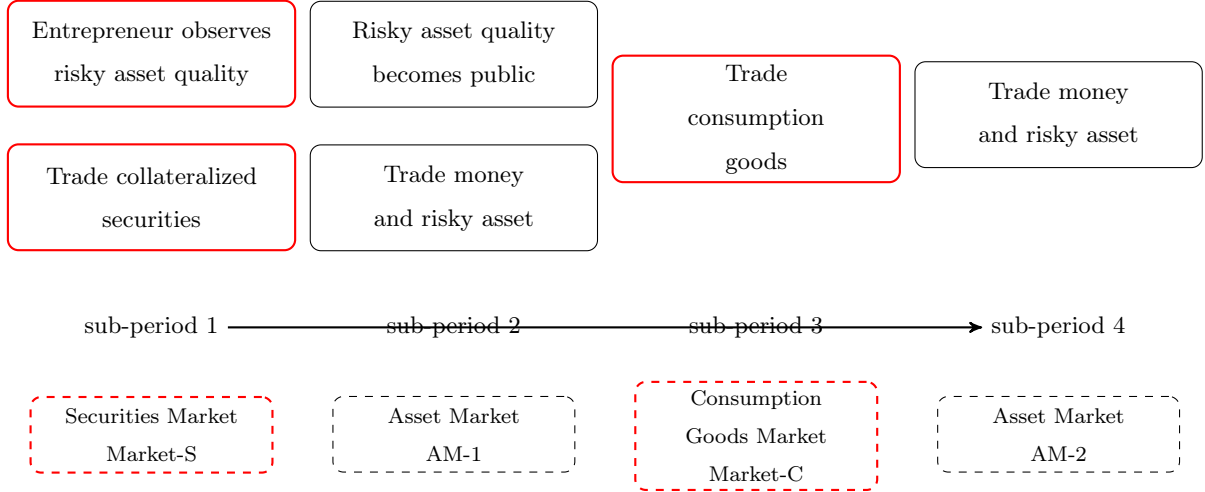 Entrepreneur observes
risky asset quality
Risky asset quality
becomes public
Trade
consumption
goods
Trade money
and risky asset
Trade collateralized
securities
Trade money
and risky asset
sub-period 1
sub-period 2
sub-period 3
sub-period 4
Securities Market
Market-S
Asset Market
AM-1
Consumption
Goods Market
Market-C
Asset Market
AM-2